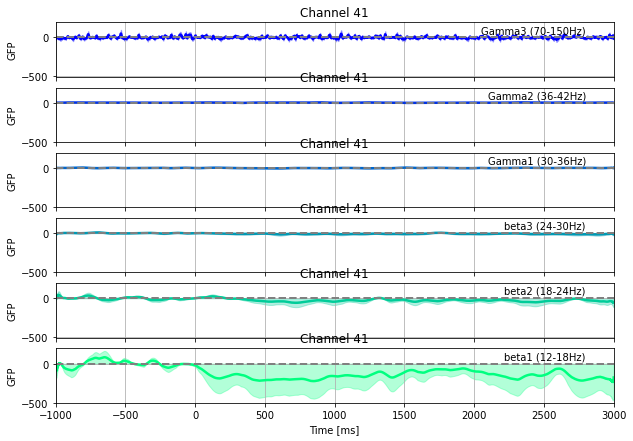 Channel 41
Gamma3 (70-150Hz)
0
GFP
−500
Channel 41
Gamma2 (36-42Hz)
0
GFP
−500
Channel 41
Gamma1 (30-36Hz)
0
GFP
−500
Channel 41
beta3 (24-30Hz)
0
GFP
−500
Channel 41
beta2 (18-24Hz)
0
GFP
−500
Channel 41
beta1 (12-18Hz)
0
GFP
−500
−1000 −500 0 500 1000 1500 2000 2500 3000
Time [ms]